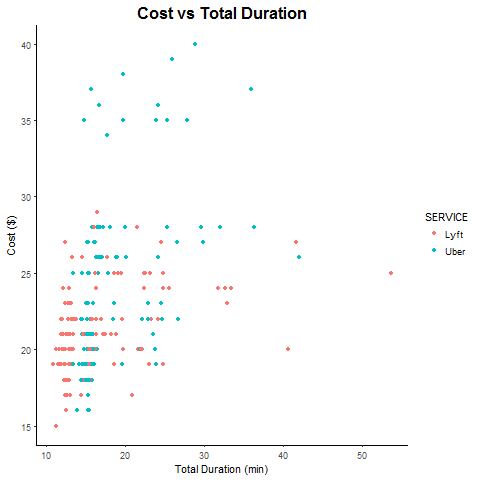 Cost vs Total Duration
40
35
30
25
20
15
Cost ($)
10
20
30
40
50
Total Duration (min)
SERVICE
Lyft
Uber